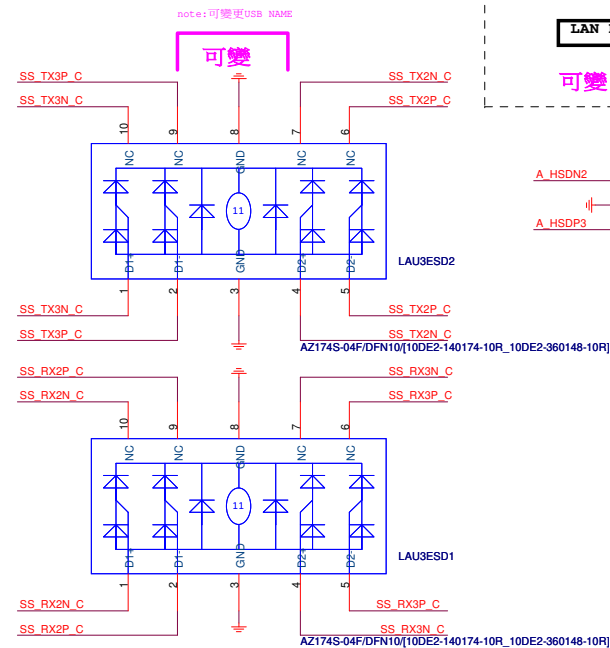 note:可變更USB NAME
可變
LAN
可變
SS_TX3P_C
SS_TX2N_C
SS_TX3N_C
SS_TX2P_C
10 9 8 7 6
NC NC GND NC NC
11
D1+ D1- GND D2+ D2-
LAU3ESD2
1 2 3 4 5
SS_TX3N_C
SS_TX2P_C
SS_TX3P_C
SS_TX2N_C
AZ174S-04F/DFN10/[10DE2-140174-10R_10DE2-360148-10R]
A_HSDN2
A_HSDP3
SS_RX2P_C
SS_RX3N_C
SS_RX2N_C
SS_RX3P_C
10 9 8 7 6
NC NC GND NC NC
11
D1+ D1- GND D2+ D2-
LAU3ESD1
1 2 3 4 5
SS_RX2N_C
SS_RX3P_C
SS_RX2P_C
SS_RX3N_C
AZ174S-04F/DFN10/[10DE2-140174-10R_10DE2-360148-10R]